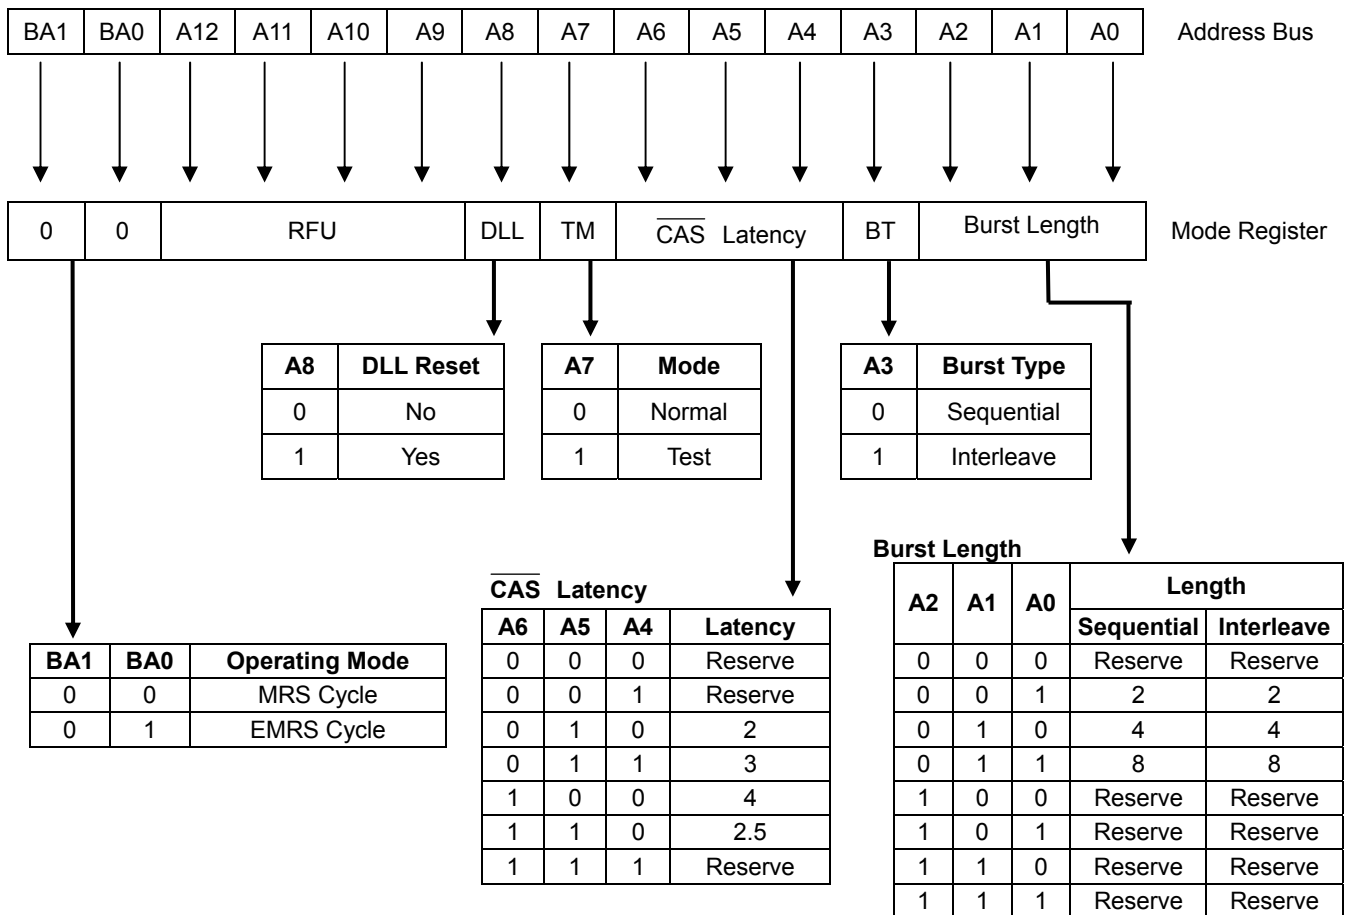 BA1 BA0 A12 A11 A10 A9 A8 A7 A6 A5 A4 A3 A2 A1 A0 Address Bus
0 0 RFU DLL TM CAS Latency BT Burst Length Mode Register
A8 DLL Reset
0 No
1 Yes
A7 Mode
0 Normal
1 Test
A3 Burst Type
0 Sequential
1 Interleave
BA1 BA0 Operating Mode
0 0 MRS Cycle
0 1 EMRS Cycle
CAS Latency
A6 A5 A4 Latency
0 0 0 Reserve
0 0 1 Reserve
0 1 0 2
0 1 1 3
1 0 0 4
1 1 0 2.5
1 1 1 Reserve
Burst Length
A2 A1 A0 Length
Sequential Interleave
0 0 0 Reserve Reserve
0 0 1 2 2
0 1 0 4 4
0 1 1 8 8
1 0 0 Reserve Reserve
1 0 1 Reserve Reserve
1 1 0 Reserve Reserve
1 1 1 Reserve Reserve